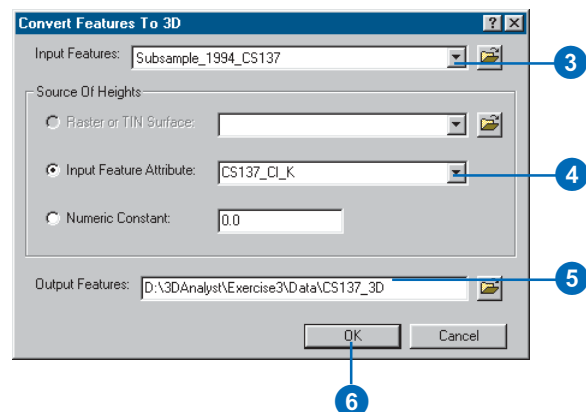 Convert Features To 3D
Input Features: Subsample_1994_CS137
3
Source Of Heights
Raster or TIN Surface:
Input Feature Attribute: CS137_CI_K
4
Numeric Constant: 0.0
Output Features: D:\3DAnalyst\Exercise3\Data\CS137_3D
5
OK Cancel
6